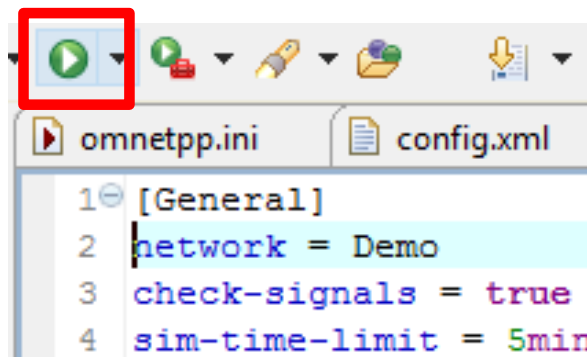 omnetpp.ini config.xml
1 [General]
2 network = Demo
3 check-signals = true
4 sim-time-limit = 5min